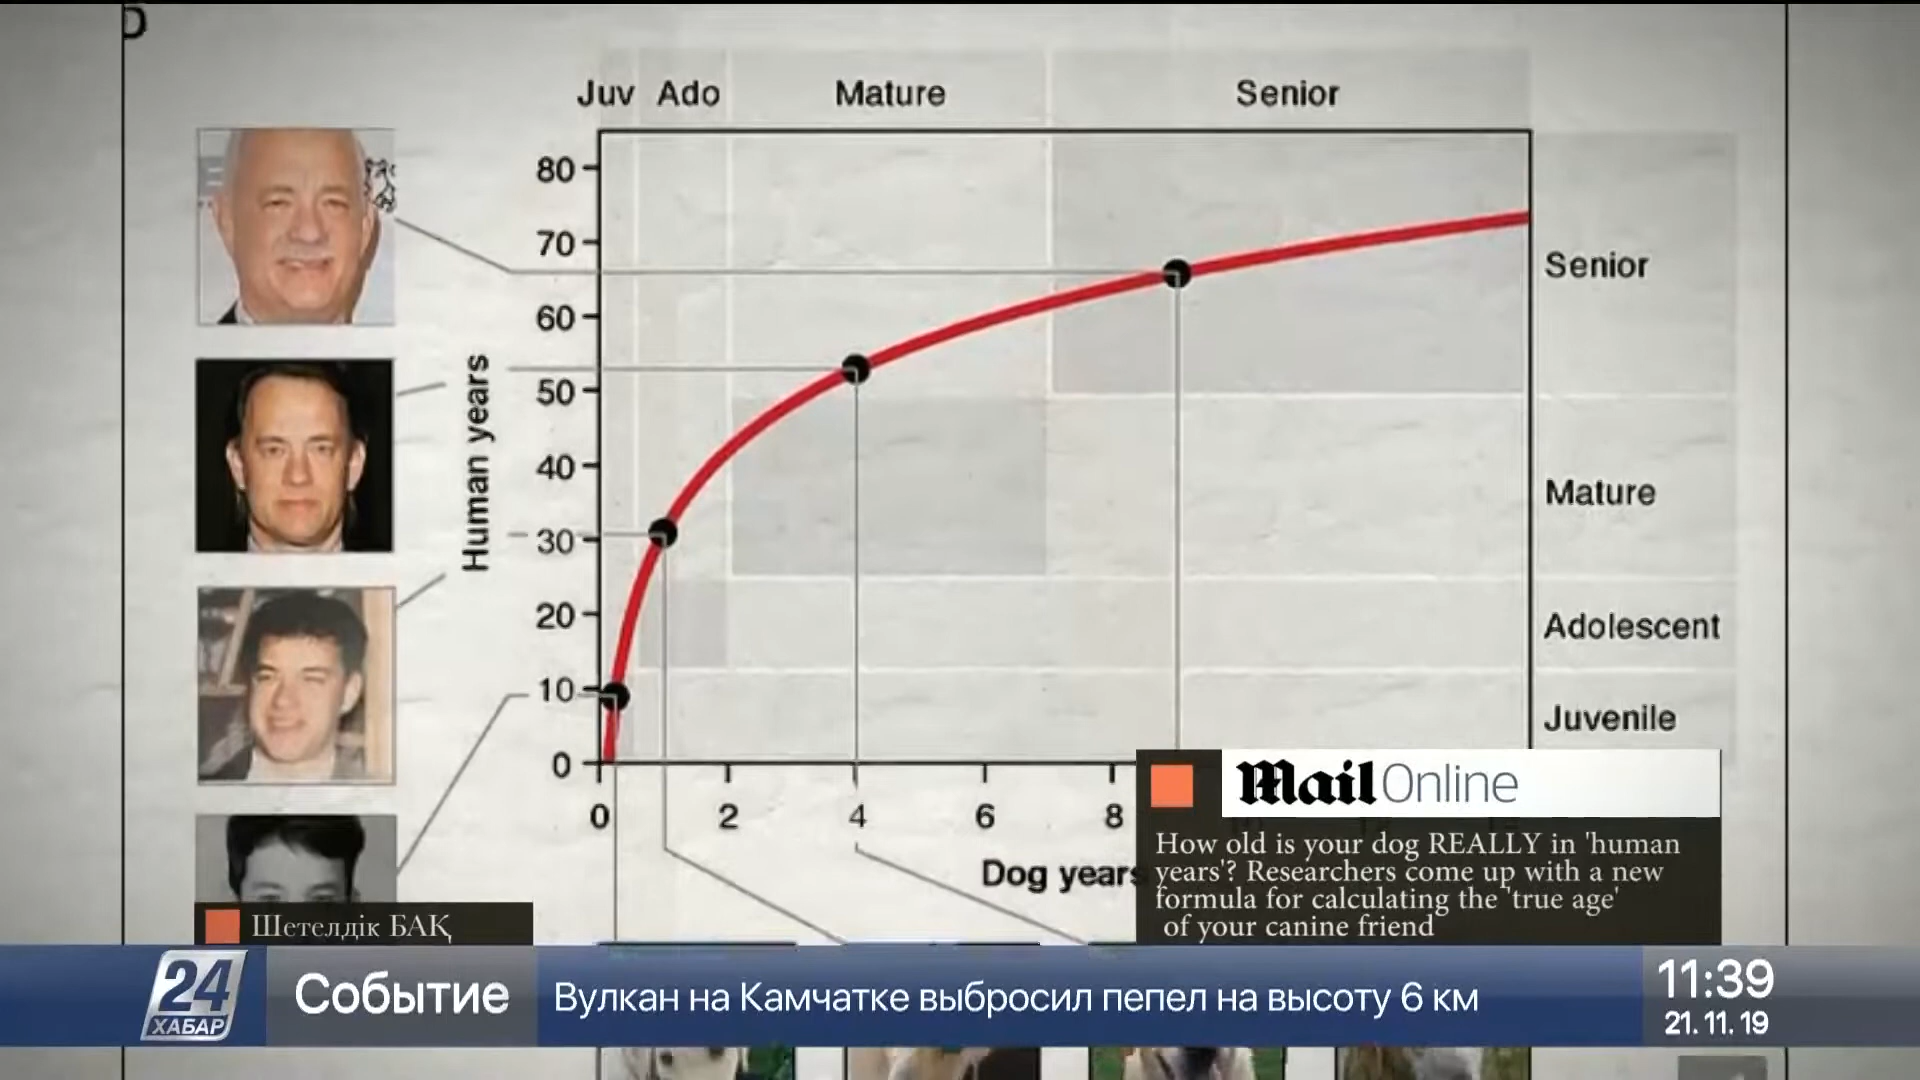 Juv Ado Mature Senior
80
70
60
50
40
30
20
10
0
Human years
Senior
Mature
Adolescent
Juvenile
0 2 4 6 8
Dog years
Mail Online
How old is your dog REALLY in 'human
years'? Researchers come up with a new
formula for calculating the 'true age'
of your canine friend
Шетелдік БАҚ
24
ХАБАР
Событие
Вулкан на Камчатке выбросил пепел на высоту 6 км
11:39
21. 11. 19